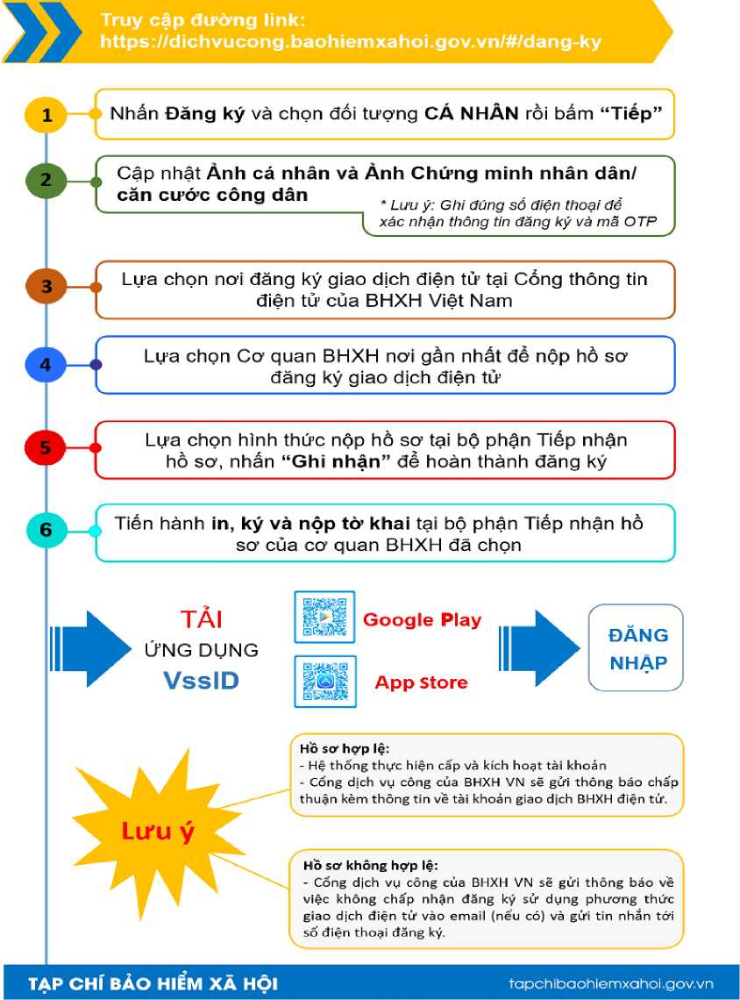 Truy cập đường link:
https://dichvucong.baohiemxahoi.gov.vn/#/dang-ky
1
Nhấn Đăng ký và chọn đối tượng CÁ NHÂN rồi bấm “Tiếp”
2
Cập nhật Ảnh cá nhân và Ảnh Chứng minh nhân dân/
căn cước công dân
* Lưu ý: Ghi đúng số điện thoại để
xác nhận thông tin đăng ký và mã OTP
3
Lựa chọn nơi đăng ký giao dịch điện tử tại Cổng thông tin
điện tử của BHXH Việt Nam
4
Lựa chọn Cơ quan BHXH nơi gần nhất để nộp hồ sơ
đăng ký giao dịch điện tử
5
Lựa chọn hình thức nộp hồ sơ tại bộ phận Tiếp nhận
hồ sơ, nhấn “Ghi nhận” để hoàn thành đăng ký
6
Tiến hành in, ký và nộp tờ khai tại bộ phận Tiếp nhận hồ
sơ của cơ quan BHXH đã chọn
TẢI
ỨNG DỤNG
VssID
Google Play
App Store
ĐĂNG
NHẬP
Lưu ý
Hồ sơ hợp lệ:
- Hệ thống thực hiện cấp và kích hoạt tài khoản
- Cổng dịch vụ công của BHXH VN sẽ gửi thông báo chấp
thuận kèm thông tin về tài khoản giao dịch BHXH điện tử.
Hồ sơ không hợp lệ:
- Cổng dịch vụ công của BHXH VN sẽ gửi thông báo về
việc không chấp nhận đăng ký sử dụng phương thức
giao dịch điện tử vào email (nếu có) và gửi tin nhắn tới
số điện thoại đăng ký.
TẠP CHÍ BẢO HIỂM XÃ HỘI
tapchibaohiemxahoi.gov.vn